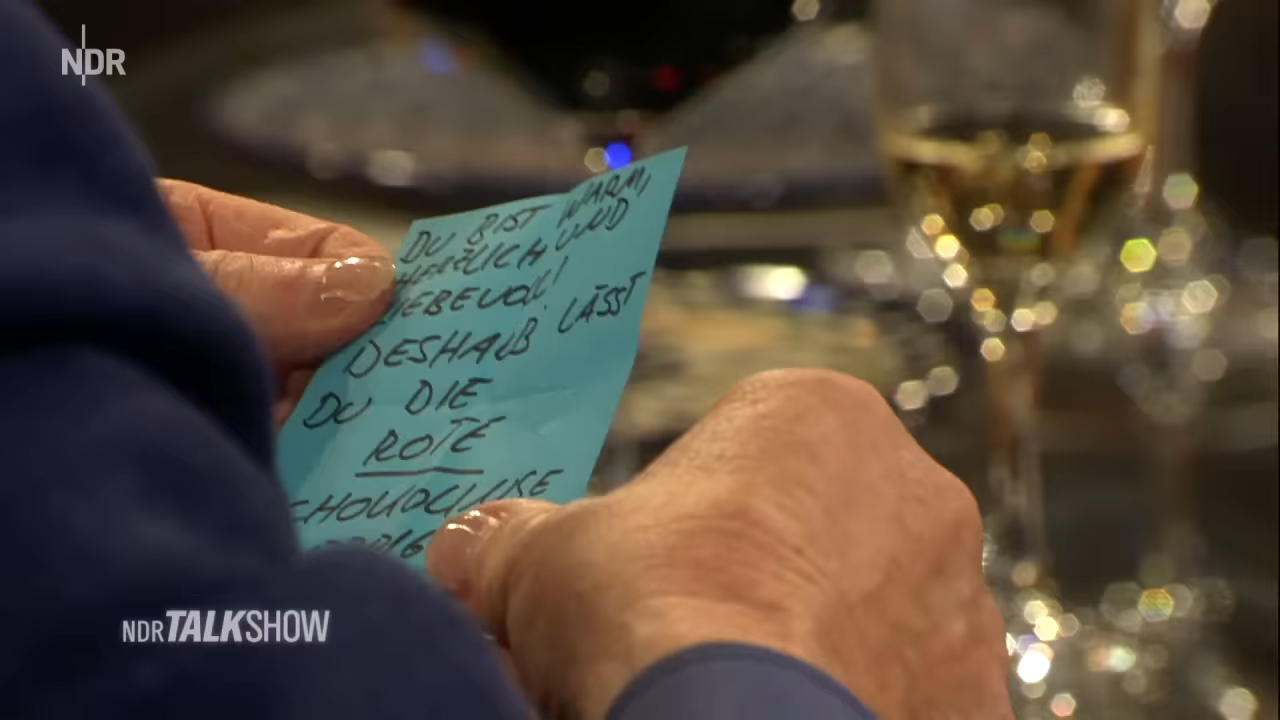 NDR
DU BIST WARM,
HERZLICH UND
LIEBEVOLL!
DESHALB LÄSST
DU DIE
ROTE
NDR TALKSHOW